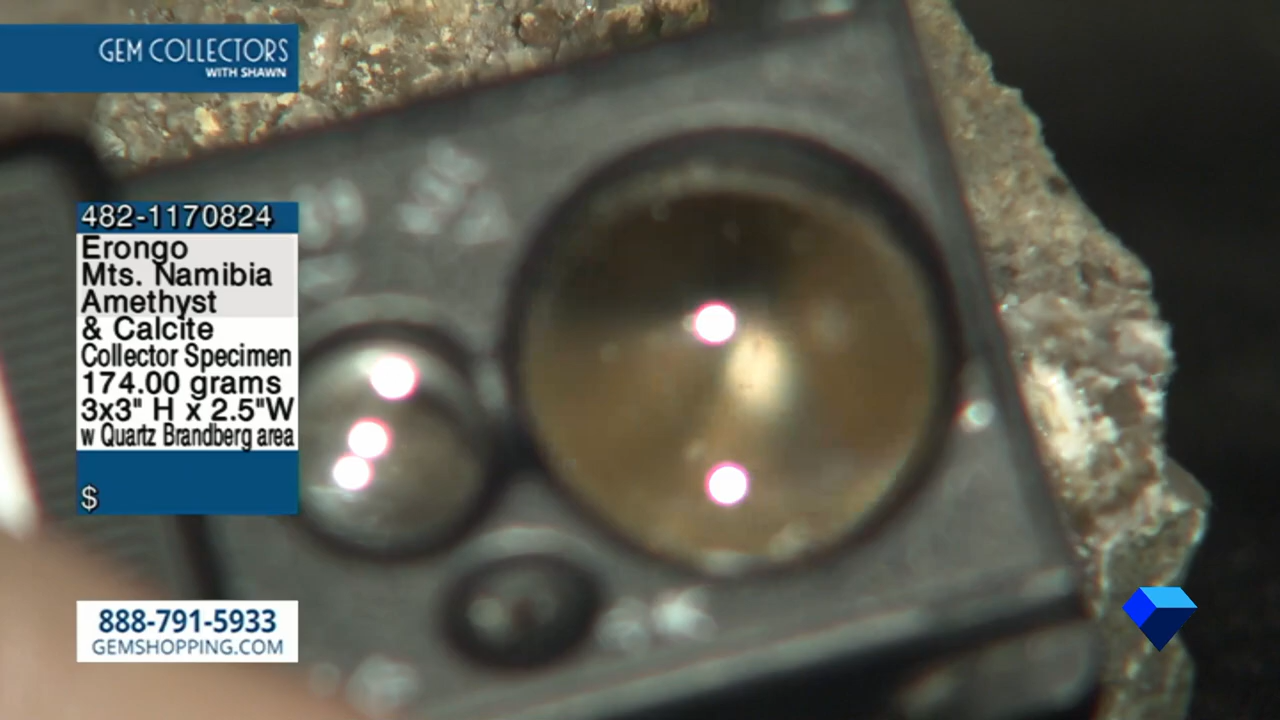 GEM COLLECTORS
WITH SHAWN
482-1170824
Erongo
Mts. Namibia
Amethyst
& Calcite
Collector Specimen
174.00 grams
3x3" H x 2.5"W
w Quartz Brandberg area
$
888-791-5933
GEMSHOPPING.COM